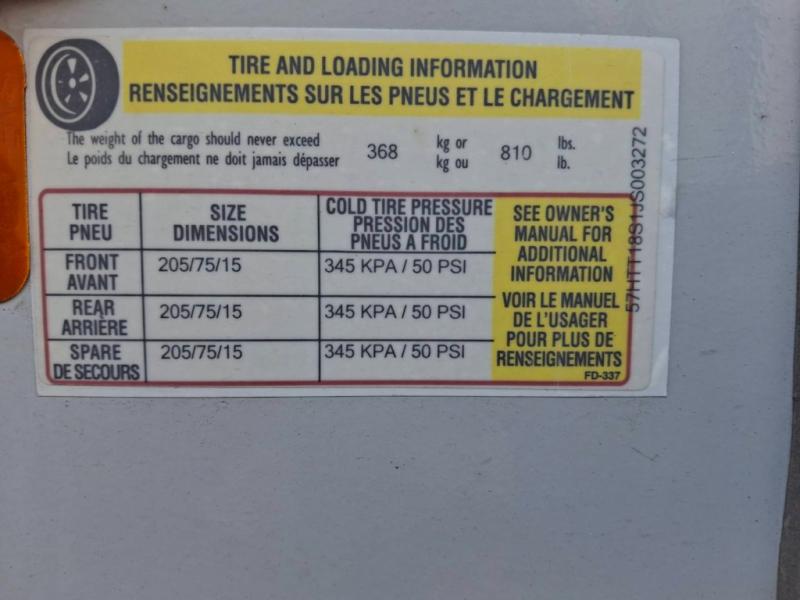 TIRE AND LOADING INFORMATION
RENSEIGNEMENTS SUR LES PNEUS ET LE CHARGEMENT
The weight of the cargo should never exceed 368 kg or 810 lbs.
Le poids du chargement ne doit jamais dépasser kg ou lb.
TIRE PNEU
SIZE DIMENSIONS
COLD TIRE PRESSURE
PRESSION DES
PNEUS A FROID
FRONT AVANT 205/75/15 345 KPA / 50 PSI
REAR ARRIÈRE 205/75/15 345 KPA / 50 PSI
SPARE DE SECOURS 205/75/15 345 KPA / 50 PSI
SEE OWNER'S
MANUAL FOR
ADDITIONAL
INFORMATION
VOIR LE MANUEL
DE L'USAGER
POUR PLUS DE
RENSEIGNEMENTS
FD-337
57HTT18S1JS003272